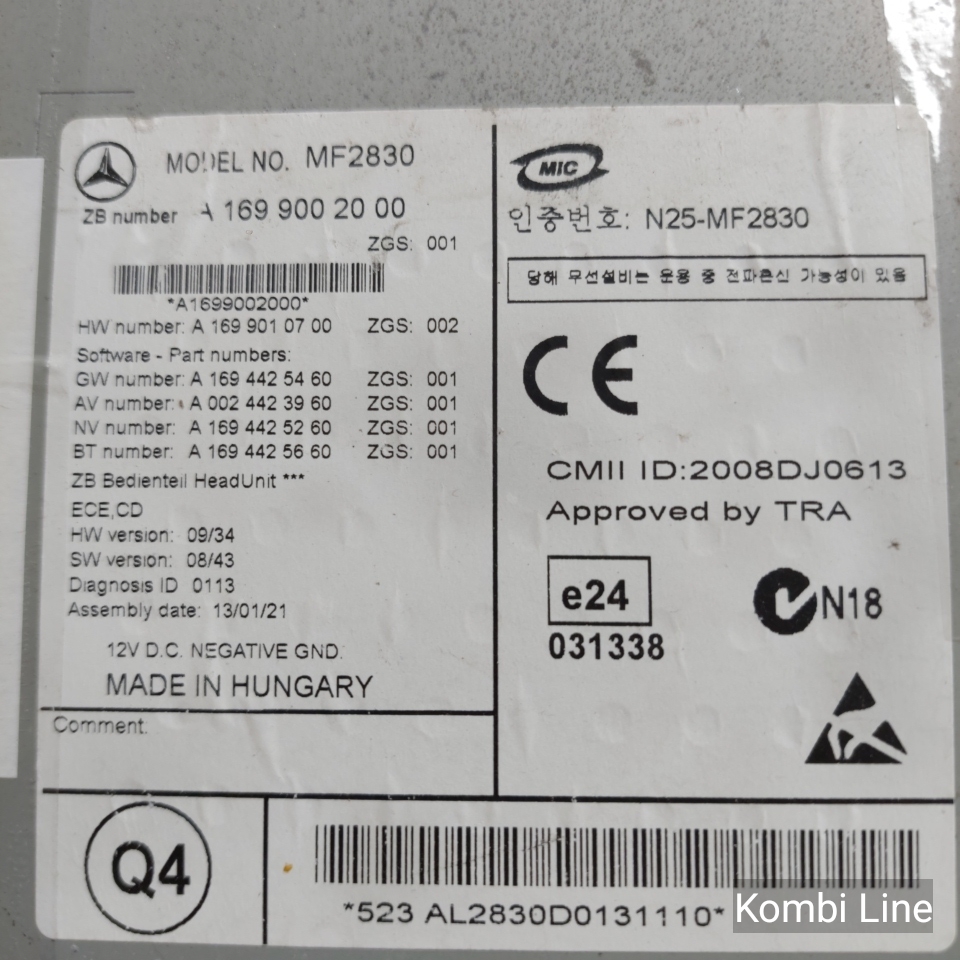 MODEL NO. MF2830
ZB number A 169 900 20 00
ZGS: 001
*A1699002000*
HW number: A 169 901 07 00 ZGS: 002
Software - Part numbers:
GW number: A 169 442 54 60 ZGS: 001
AV number: A 002 442 39 60 ZGS: 001
NV number: A 169 442 52 60 ZGS: 001
BT number: A 169 442 56 60 ZGS: 001
ZB Bedienteil HeadUnit ***
ECE,CD
HW version: 09/34
SW version: 08/43
Diagnosis ID 0113
Assembly date: 13/01/21
12V D.C. NEGATIVE GND.
MADE IN HUNGARY
Comment.
MIC
인증번호: N25-MF2830
당해 무선설비는 운용 중 전파혼신 가능성이 있음
CE
CMII ID:2008DJ0613
Approved by TRA
e24
031338
N18
Q4
*523 AL2830D0131110*
Kombi Line